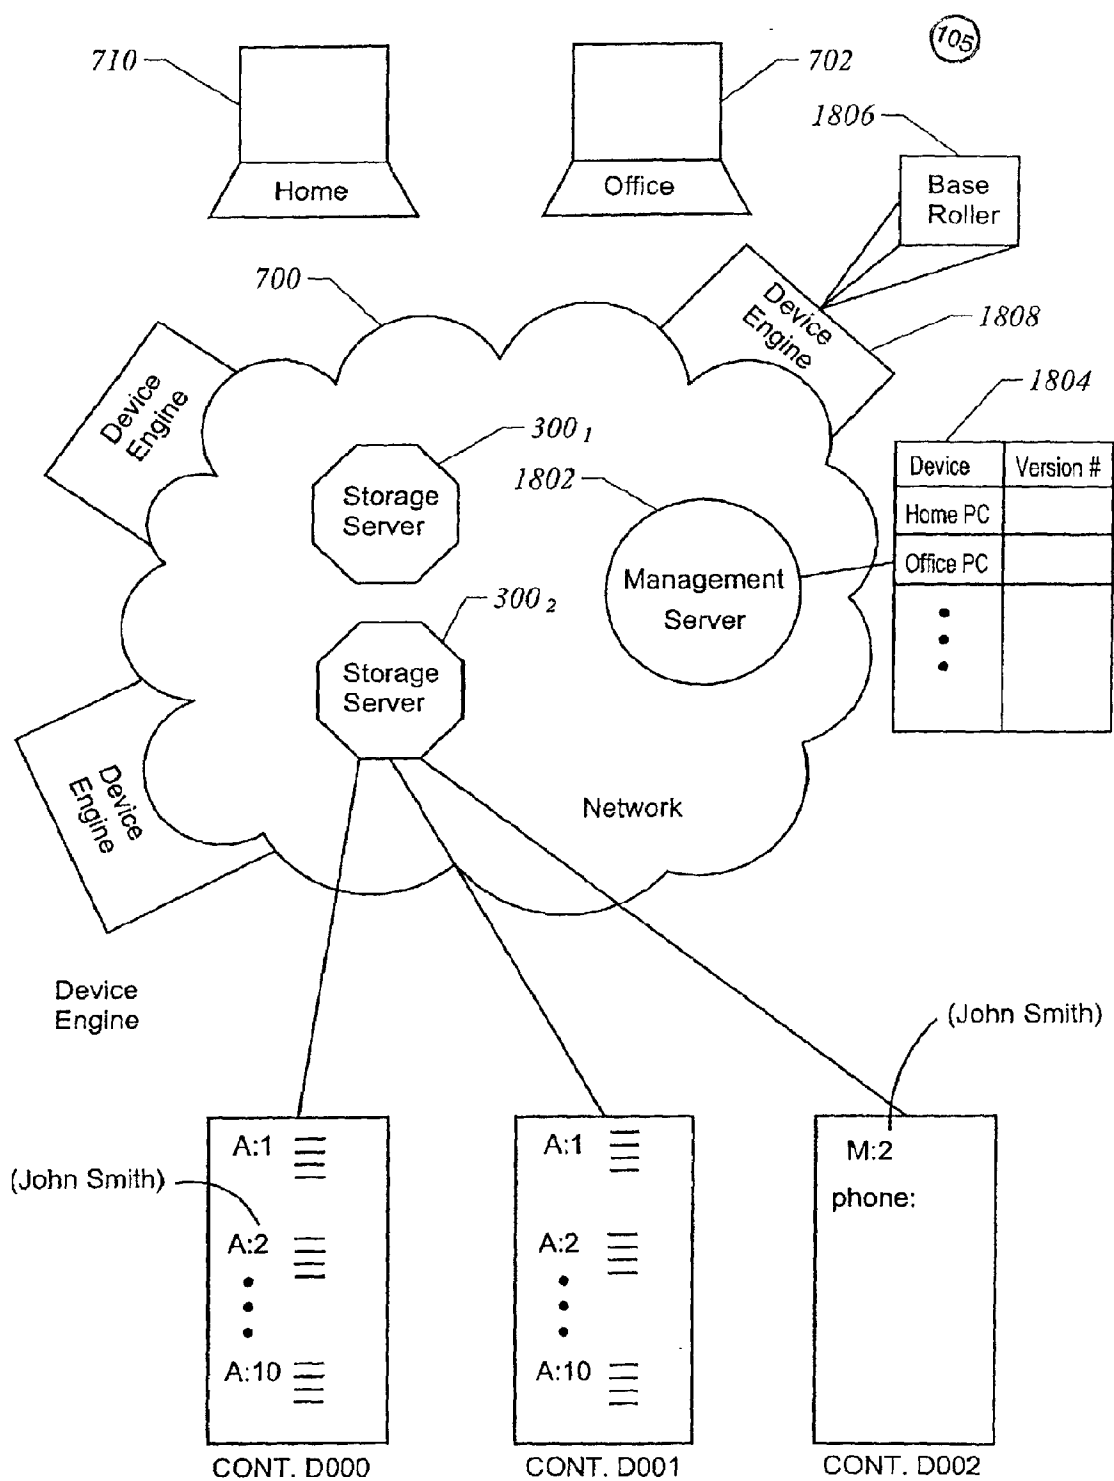 105
710
702
1806
Home
Office
Base
Roller
700
Device
Engine
1808
Device
Engine
1804
300 1
1802
Device
Version #
Storage
Server
Home PC
Office PC
Management
Server
300 2
Storage
Server
Device
Engine
Network
Device
Engine
(John Smith)
A:1
A:1
M:2
(John Smith)
phone:
A:2
A:2
A:10
A:10
CONT. D000
CONT. D001
CONT. D002